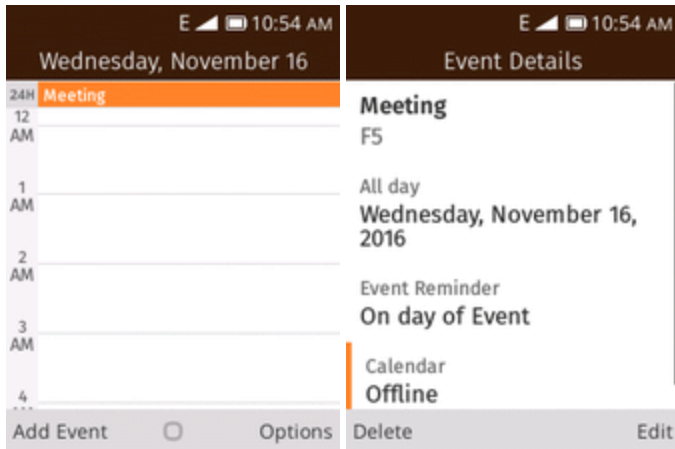 E 10:54 AM
Wednesday, November 16
24H Meeting
12
AM
1
AM
2
AM
3
AM
4
Add Event Options
E 10:54 AM
Event Details
Meeting
F5
All day
Wednesday, November 16,
2016
Event Reminder
On day of Event
Calendar
Offline
Delete Edit